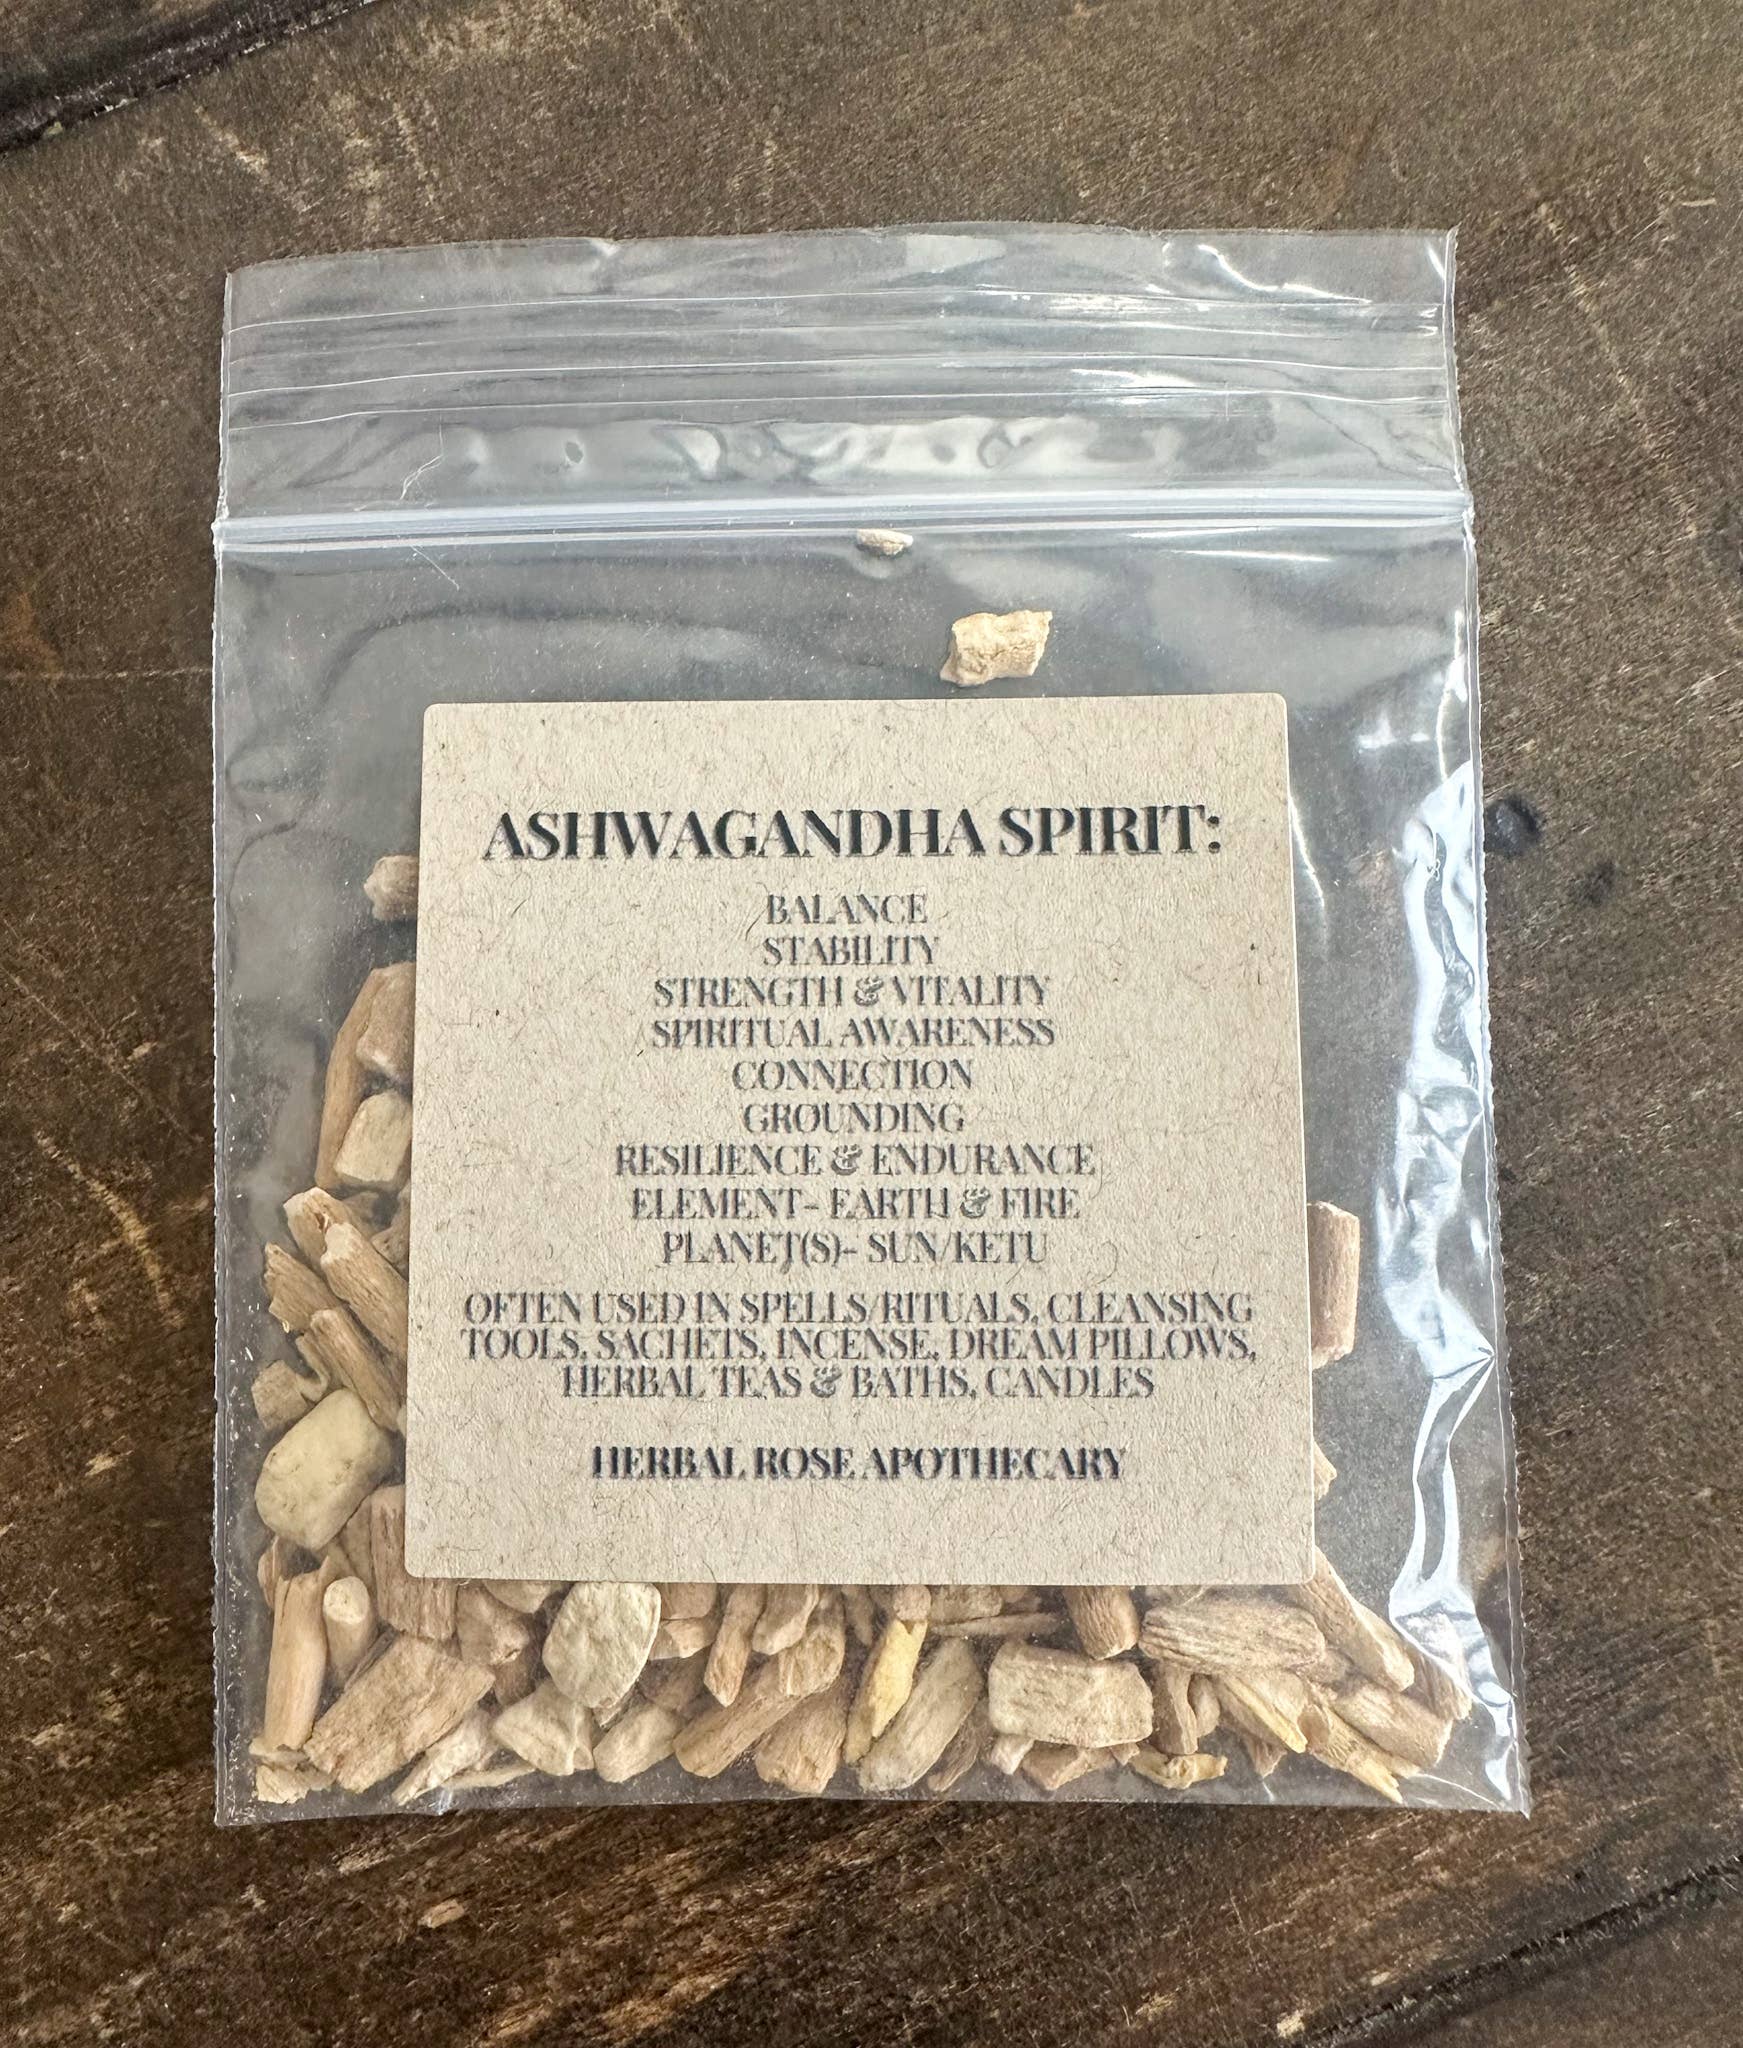 ASHWAGANDHA SPIRIT:
BALANCE
STABILITY
STRENGTH & VITALITY
SPIRITUAL AWARENESS
CONNECTION
GROUNDING
RESILIENCE & ENDURANCE
ELEMENT- EARTH & FIRE
PLANET(S)- SUN/KETU
OFTEN USED IN SPELLS/RITUALS, CLEANSING
TOOLS, SACHETS, INCENSE, DREAM PILLOWS,
HERBAL TEAS & BATHS, CANDLES
HERBAL ROSE APOTHECARY